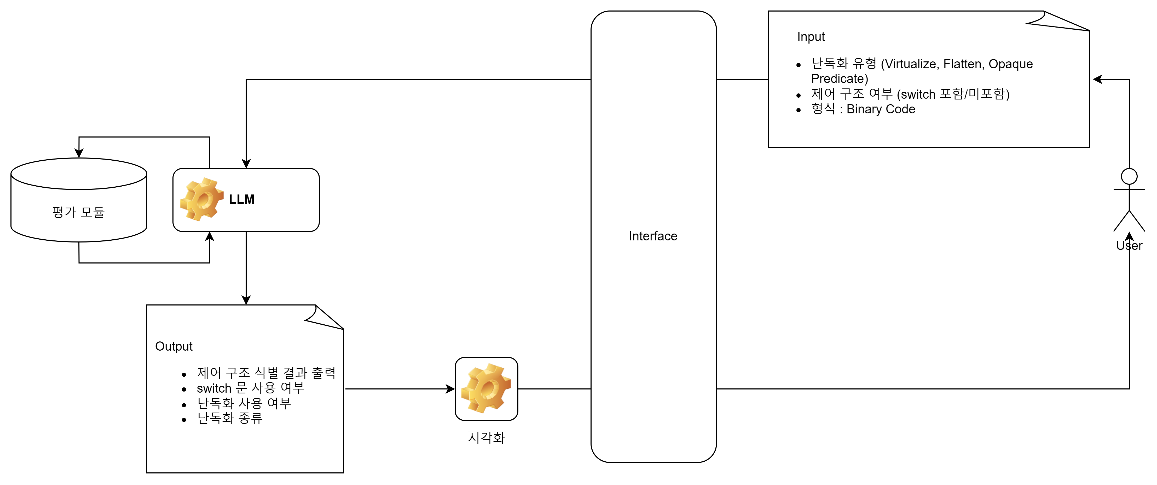 Input
난독화 유형 (Virtualize, Flatten, Opaque
Predicate)
제어 구조 여부 (switch 포함/미포함)
형식 : Binary Code
LLM
평가 모듈
Interface
User
Output
제어 구조 식별 결과 출력
switch 문 사용 여부
난독화 사용 여부
난독화 종류
시각화